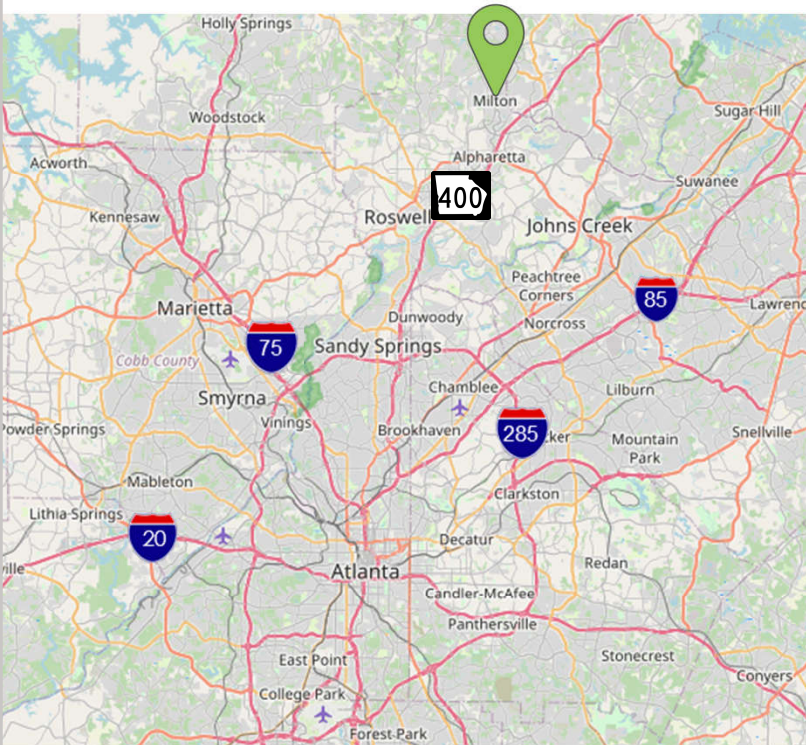 Holly Springs
Milton
Sugar Hill
Woodstock
Acworth
Alpharetta
Suwanee
400
Kennesaw
Roswell
Johns Creek
Peachtree
Corners
85
Marietta
Lawrenc
Dunwoody
Norcross
75
Sandy Springs
Cobb County
Chamblee
Lilburn
Smyrna
Vinings
Powder Springs
Brookhaven
285
cker
Mountain
Park
Snellville
Mableton
Clarkston
Lithia Springs
20
Decatur
ville
Atlanta
Redan
Candler-McAfee
Panthersville
East Point
Stonecrest
College Park
Conyers
Forest Park